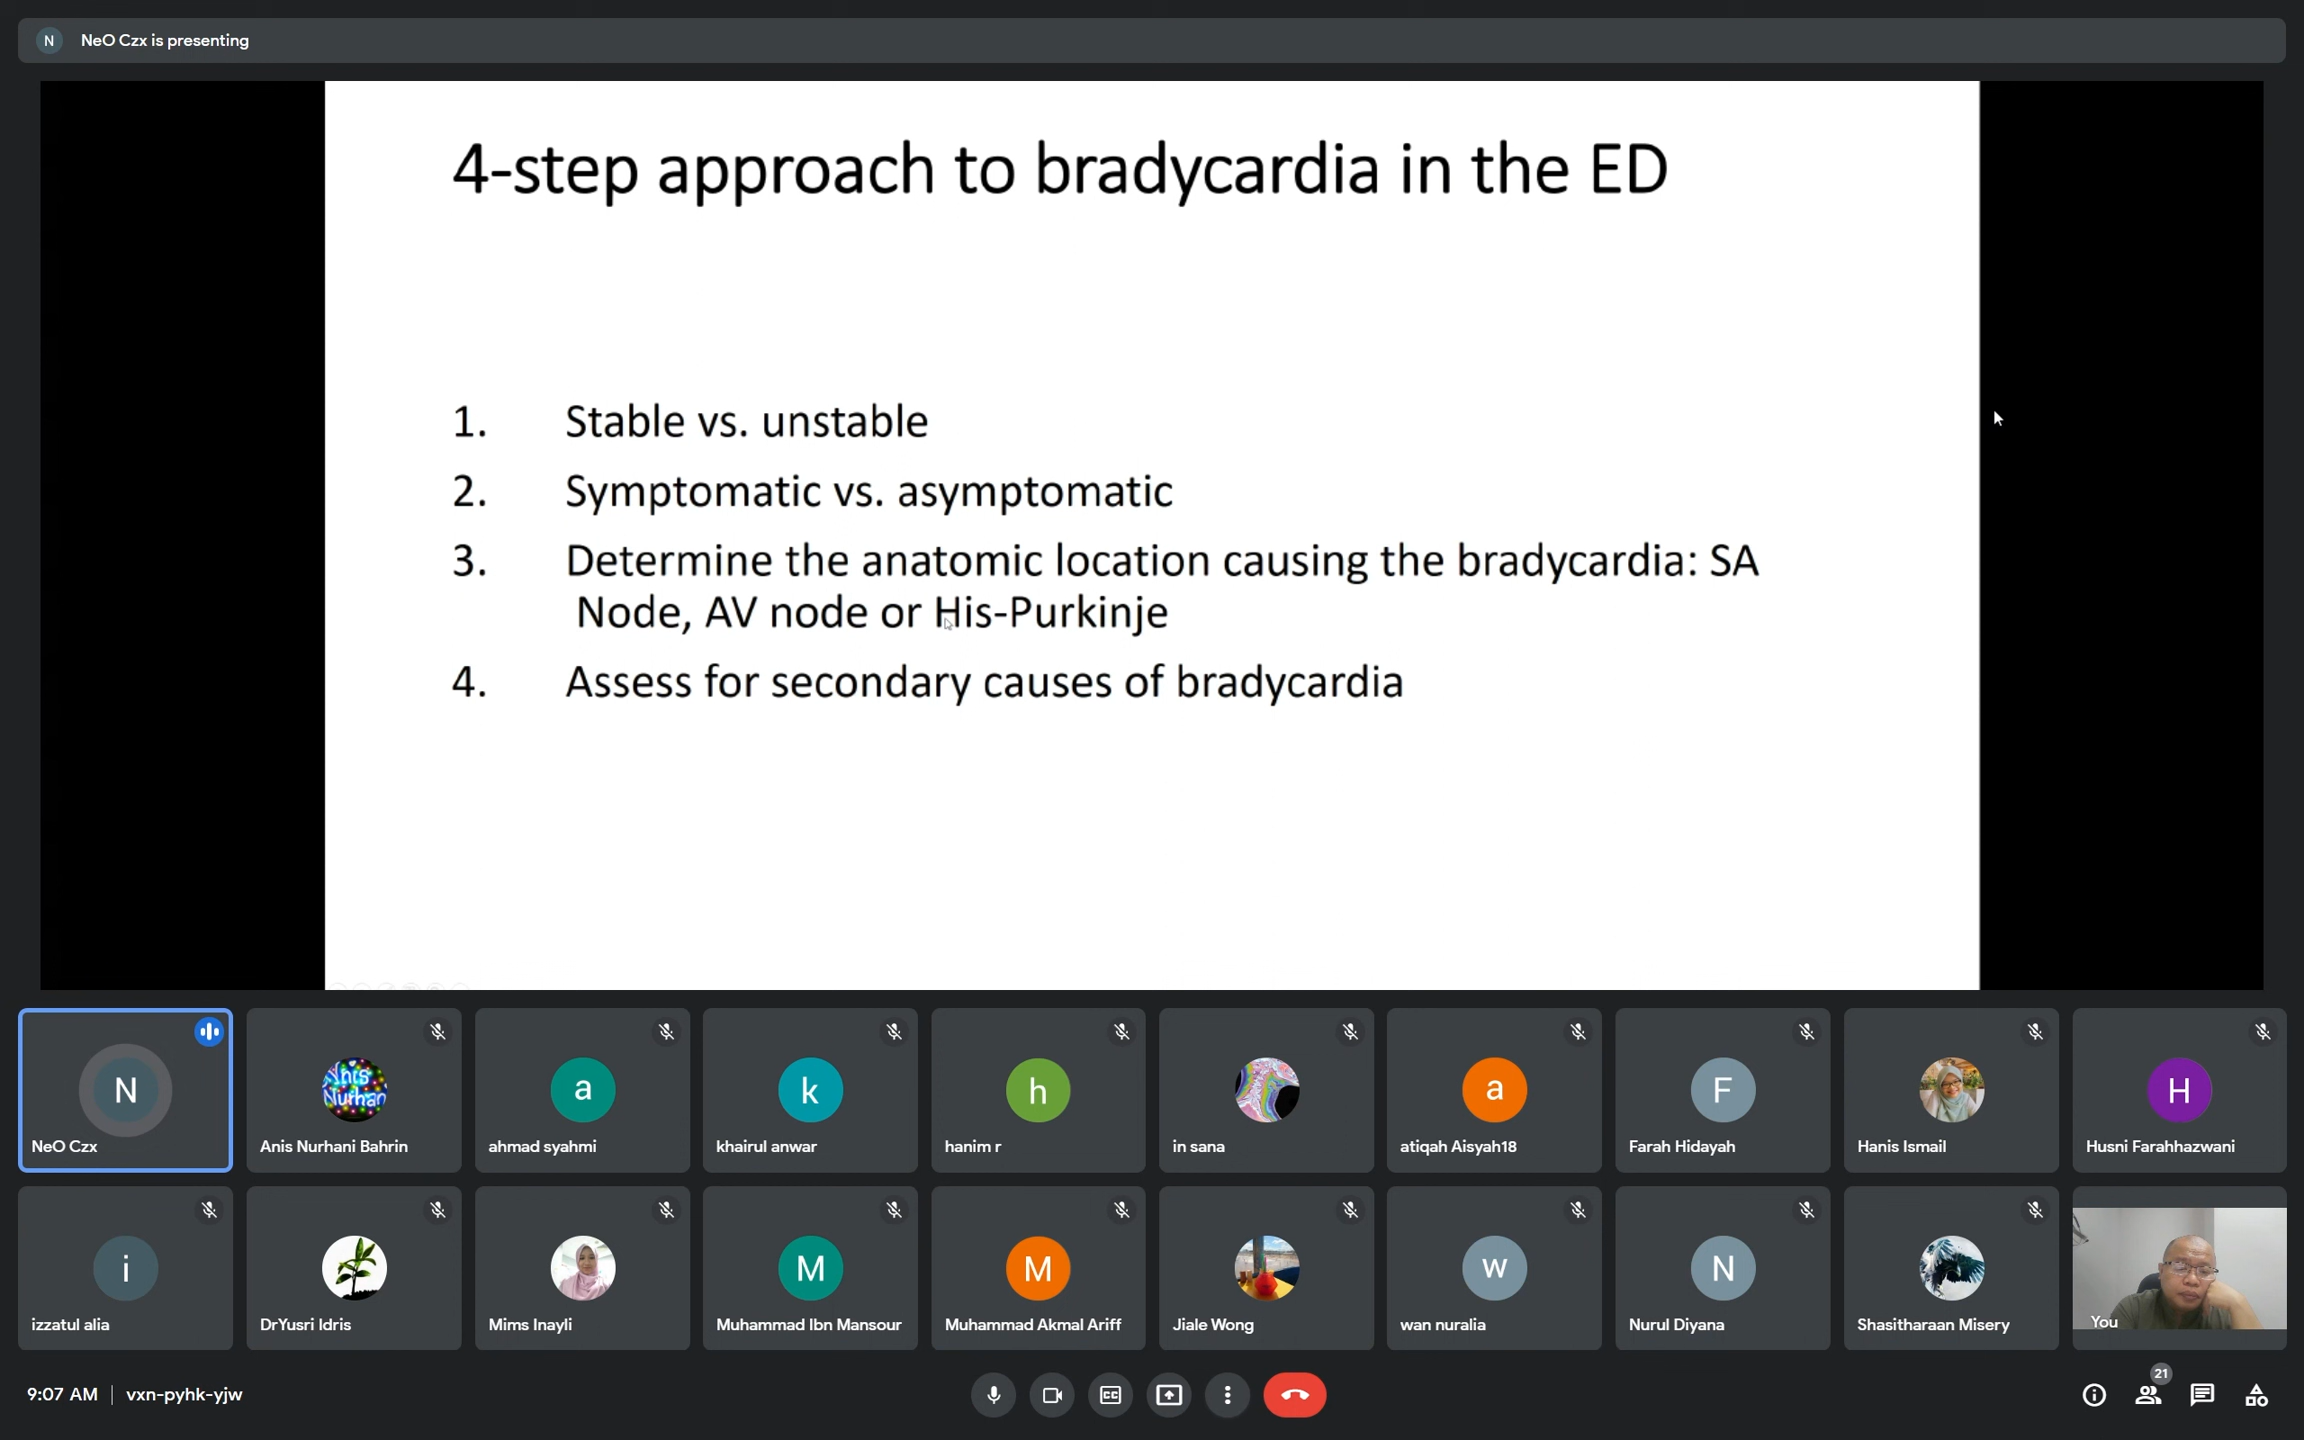 N NeO Czx is presenting
4-step approach to bradycardia in the ED
1. Stable vs. unstable
2. Symptomatic vs. asymptomatic
3. Determine the anatomic location causing the bradycardia: SA
Node, AV node or His-Purkinje
4. Assess for secondary causes of bradycardia
N
NeO Czx
Anis Nurhan
Anis Nurhani Bahrin
a
ahmad syahmi
k
khairul anwar
h
hanim r
in sana
a
atiqah Aisyah18
F
Farah Hidayah
Hanis Ismail
H
Husni Farahhazwani
i
izzatul alia
DrYusri Idris
Mims Inayli
M
Muhammad Ibn Mansour
M
Muhammad Akmal Ariff
Jiale Wong
w
wan nuralia
N
Nurul Diyana
Shasitharaan Misery
You
9:07 AM | vxn-pyhk-yjw
CC
21